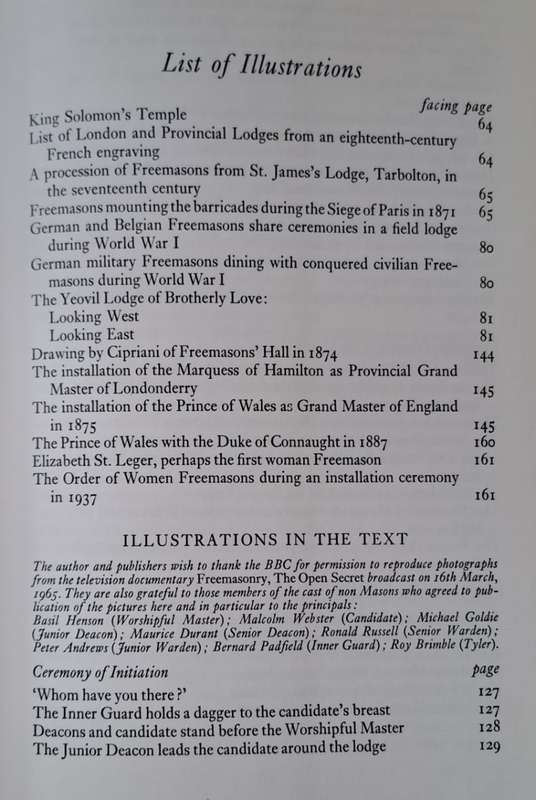 List of Illustrations
facing page
King Solomon's Temple 64
List of London and Provincial Lodges from an eighteenth-century
French engraving 64
A procession of Freemasons from St. James's Lodge, Tarbolton, in
the seventeenth century 65
Freemasons mounting the barricades during the Siege of Paris in 1871 65
German and Belgian Freemasons share ceremonies in a field lodge
during World War I 80
German military Freemasons dining with conquered civilian Free-
masons during World War I 80
The Yeovil Lodge of Brotherly Love:
Looking West 81
Looking East 81
Drawing by Cipriani of Freemasons' Hall in 1874 144
The installation of the Marquess of Hamilton as Provincial Grand
Master of Londonderry 145
The installation of the Prince of Wales as Grand Master of England
in 1875 145
The Prince of Wales with the Duke of Connaught in 1887 160
Elizabeth St. Leger, perhaps the first woman Freemason 161
The Order of Women Freemasons during an installation ceremony
in 1937 161
ILLUSTRATIONS IN THE TEXT
The author and publishers wish to thank the BBC for permission to reproduce photographs
from the television documentary Freemasonry, The Open Secret broadcast on 16th March,
1965. They are also grateful to those members of the cast of non Masons who agreed to pub-
lication of the pictures here and in particular to the principals:
Basil Henson (Worshipful Master); Malcolm Webster (Candidate); Michael Goldie
(Junior Deacon); Maurice Durant (Senior Deacon); Ronald Russell (Senior Warden);
Peter Andrews (Junior Warden); Bernard Padfield (Inner Guard); Roy Brimble (Tyler).
Ceremony of Initiation page
'Whom have you there?' 127
The Inner Guard holds a dagger to the candidate's breast 127
Deacons and candidate stand before the Worshipful Master 128
The Junior Deacon leads the candidate around the lodge 129